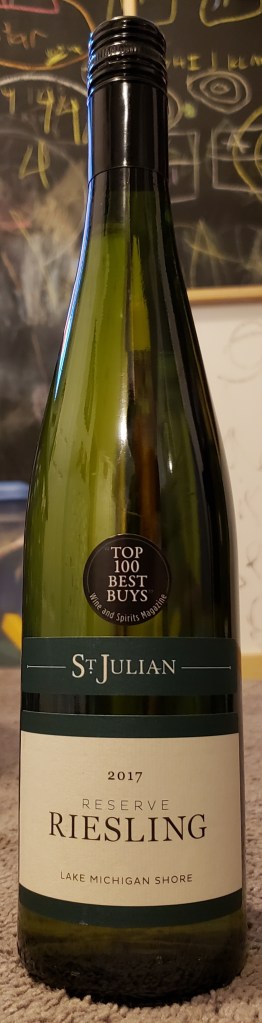 TOP
100
BEST
BUYS
Wine and Spirits Magazine
ST. JULIAN
2017
RESERVE
RIESLING
LAKE MICHIGAN SHORE